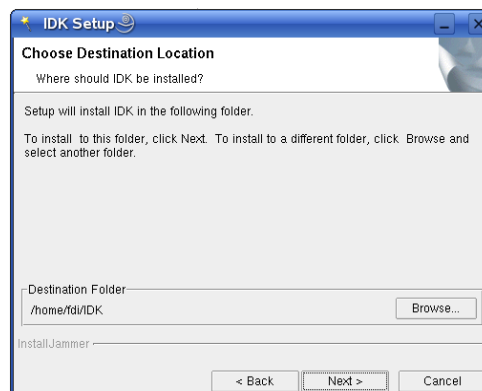 IDK Setup
Choose Destination Location
Where should IDK be installed?
Setup will install IDK in the following folder.
To install to this folder, click Next. To install to a different folder, click Browse and
select another folder.
Destination Folder
/home/fdi/IDK
Browse...
InstallJammer
< Back
Next >
Cancel